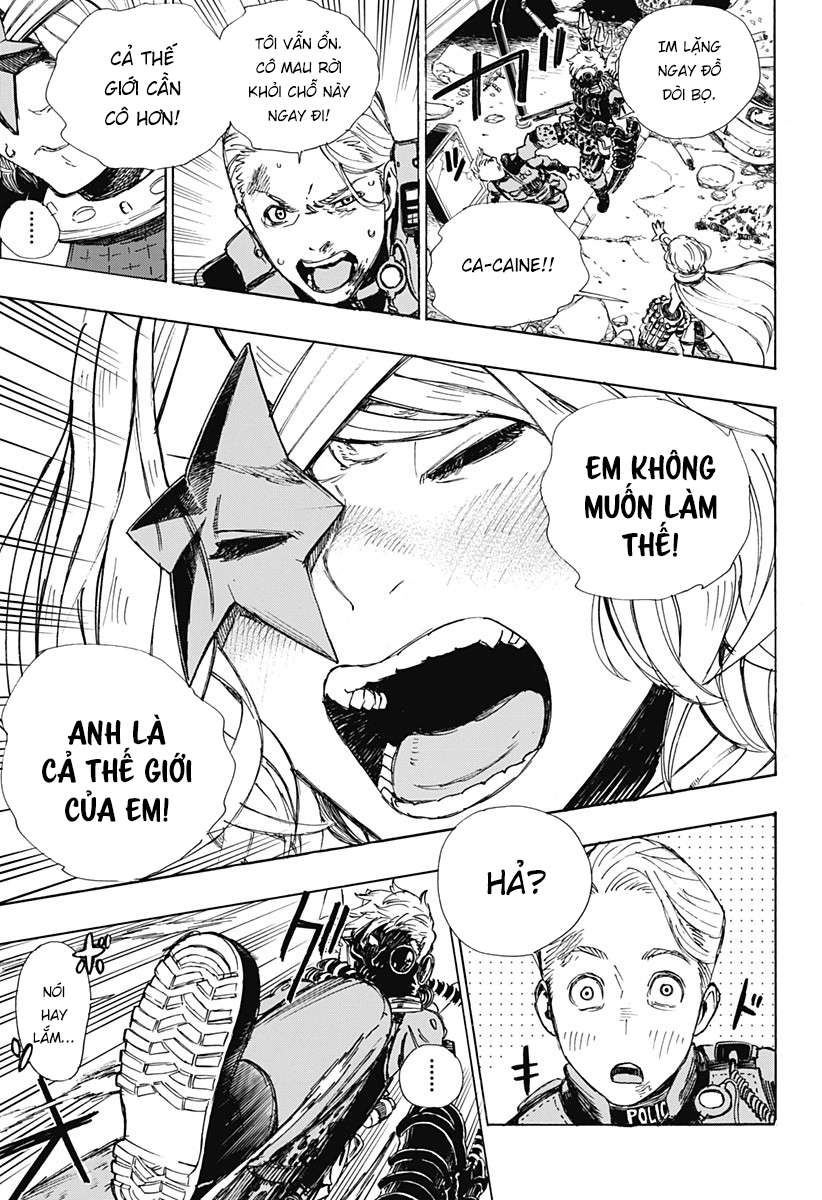 IM LẶNG
NGAY ĐỒ
DÒI BỌ.
CA-CAINE!!
TÔI VẪN ỔN.
CÔ MAU RỜI
KHỎI CHỖ NÀY
NGAY ĐI!
CẢ THẾ
GIỚI CẦN
CÔ HƠN!
......
EM KHÔNG
MUỐN LÀM
THẾ!
ANH LÀ
CẢ THẾ GIỚI
CỦA EM!
HẢ?
POLIC
......
NÓI
HAY
LẮM...